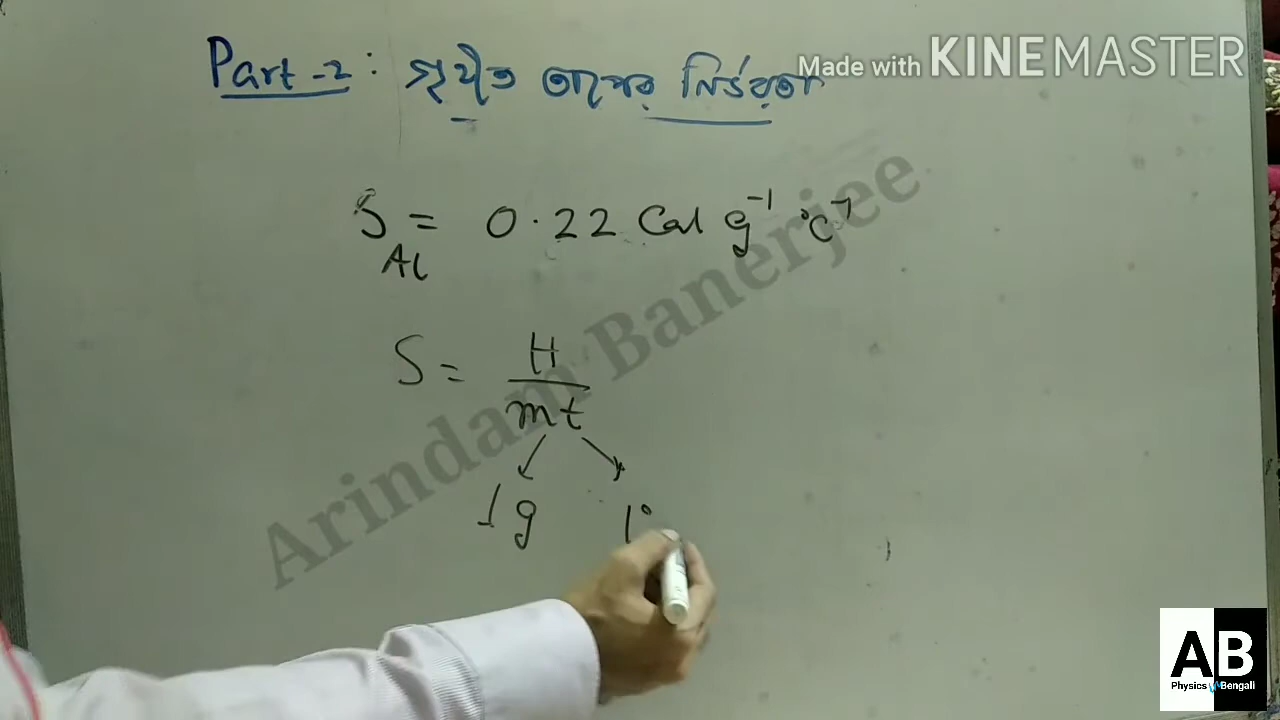 Made with KINEMASTER
Part-2 : গৃহীত তাপের নির্ভরতা
S = 0.22 Cal g⁻¹ °C⁻¹
Al
S = H
mt
1g 1°
Arindam Banerjee
AB
Physics in Bengali